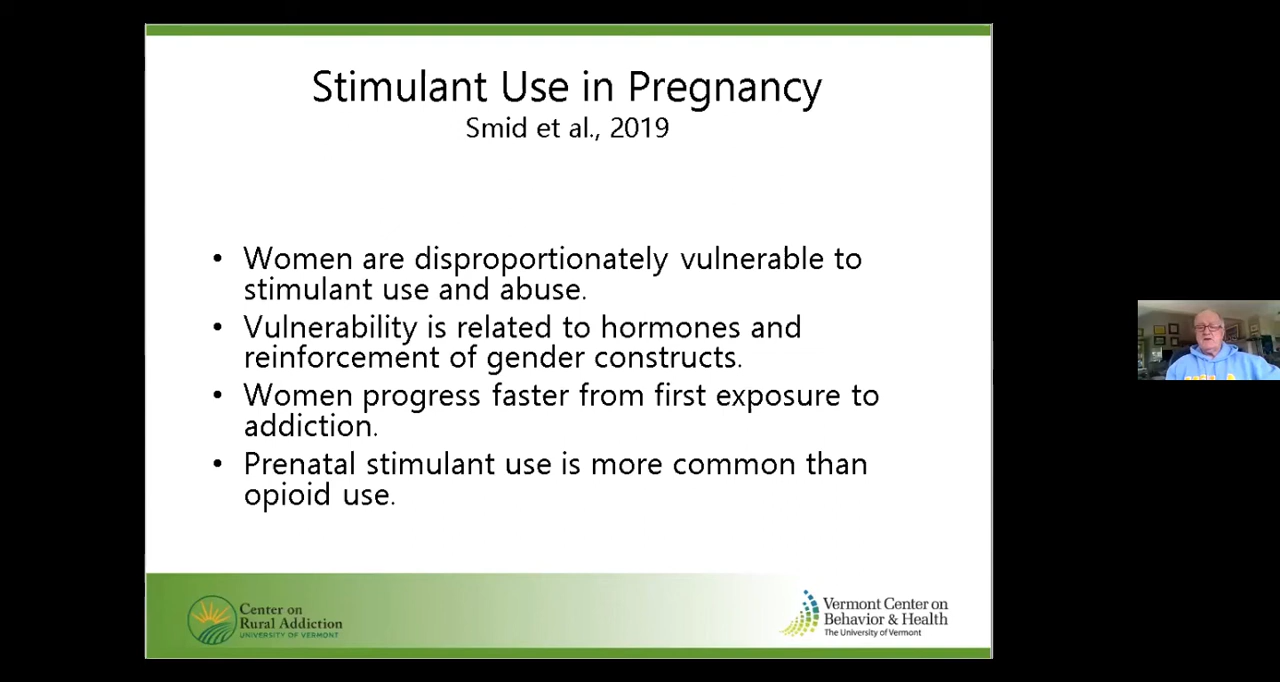 Stimulant Use in Pregnancy
Smid et al., 2019
• Women are disproportionately vulnerable to
stimulant use and abuse.
• Vulnerability is related to hormones and
reinforcement of gender constructs.
• Women progress faster from first exposure to
addiction.
• Prenatal stimulant use is more common than
opioid use.
Center on
Rural Addiction
UNIVERSITY OF VERMONT
Vermont Center on
Behavior & Health
The University of Vermont